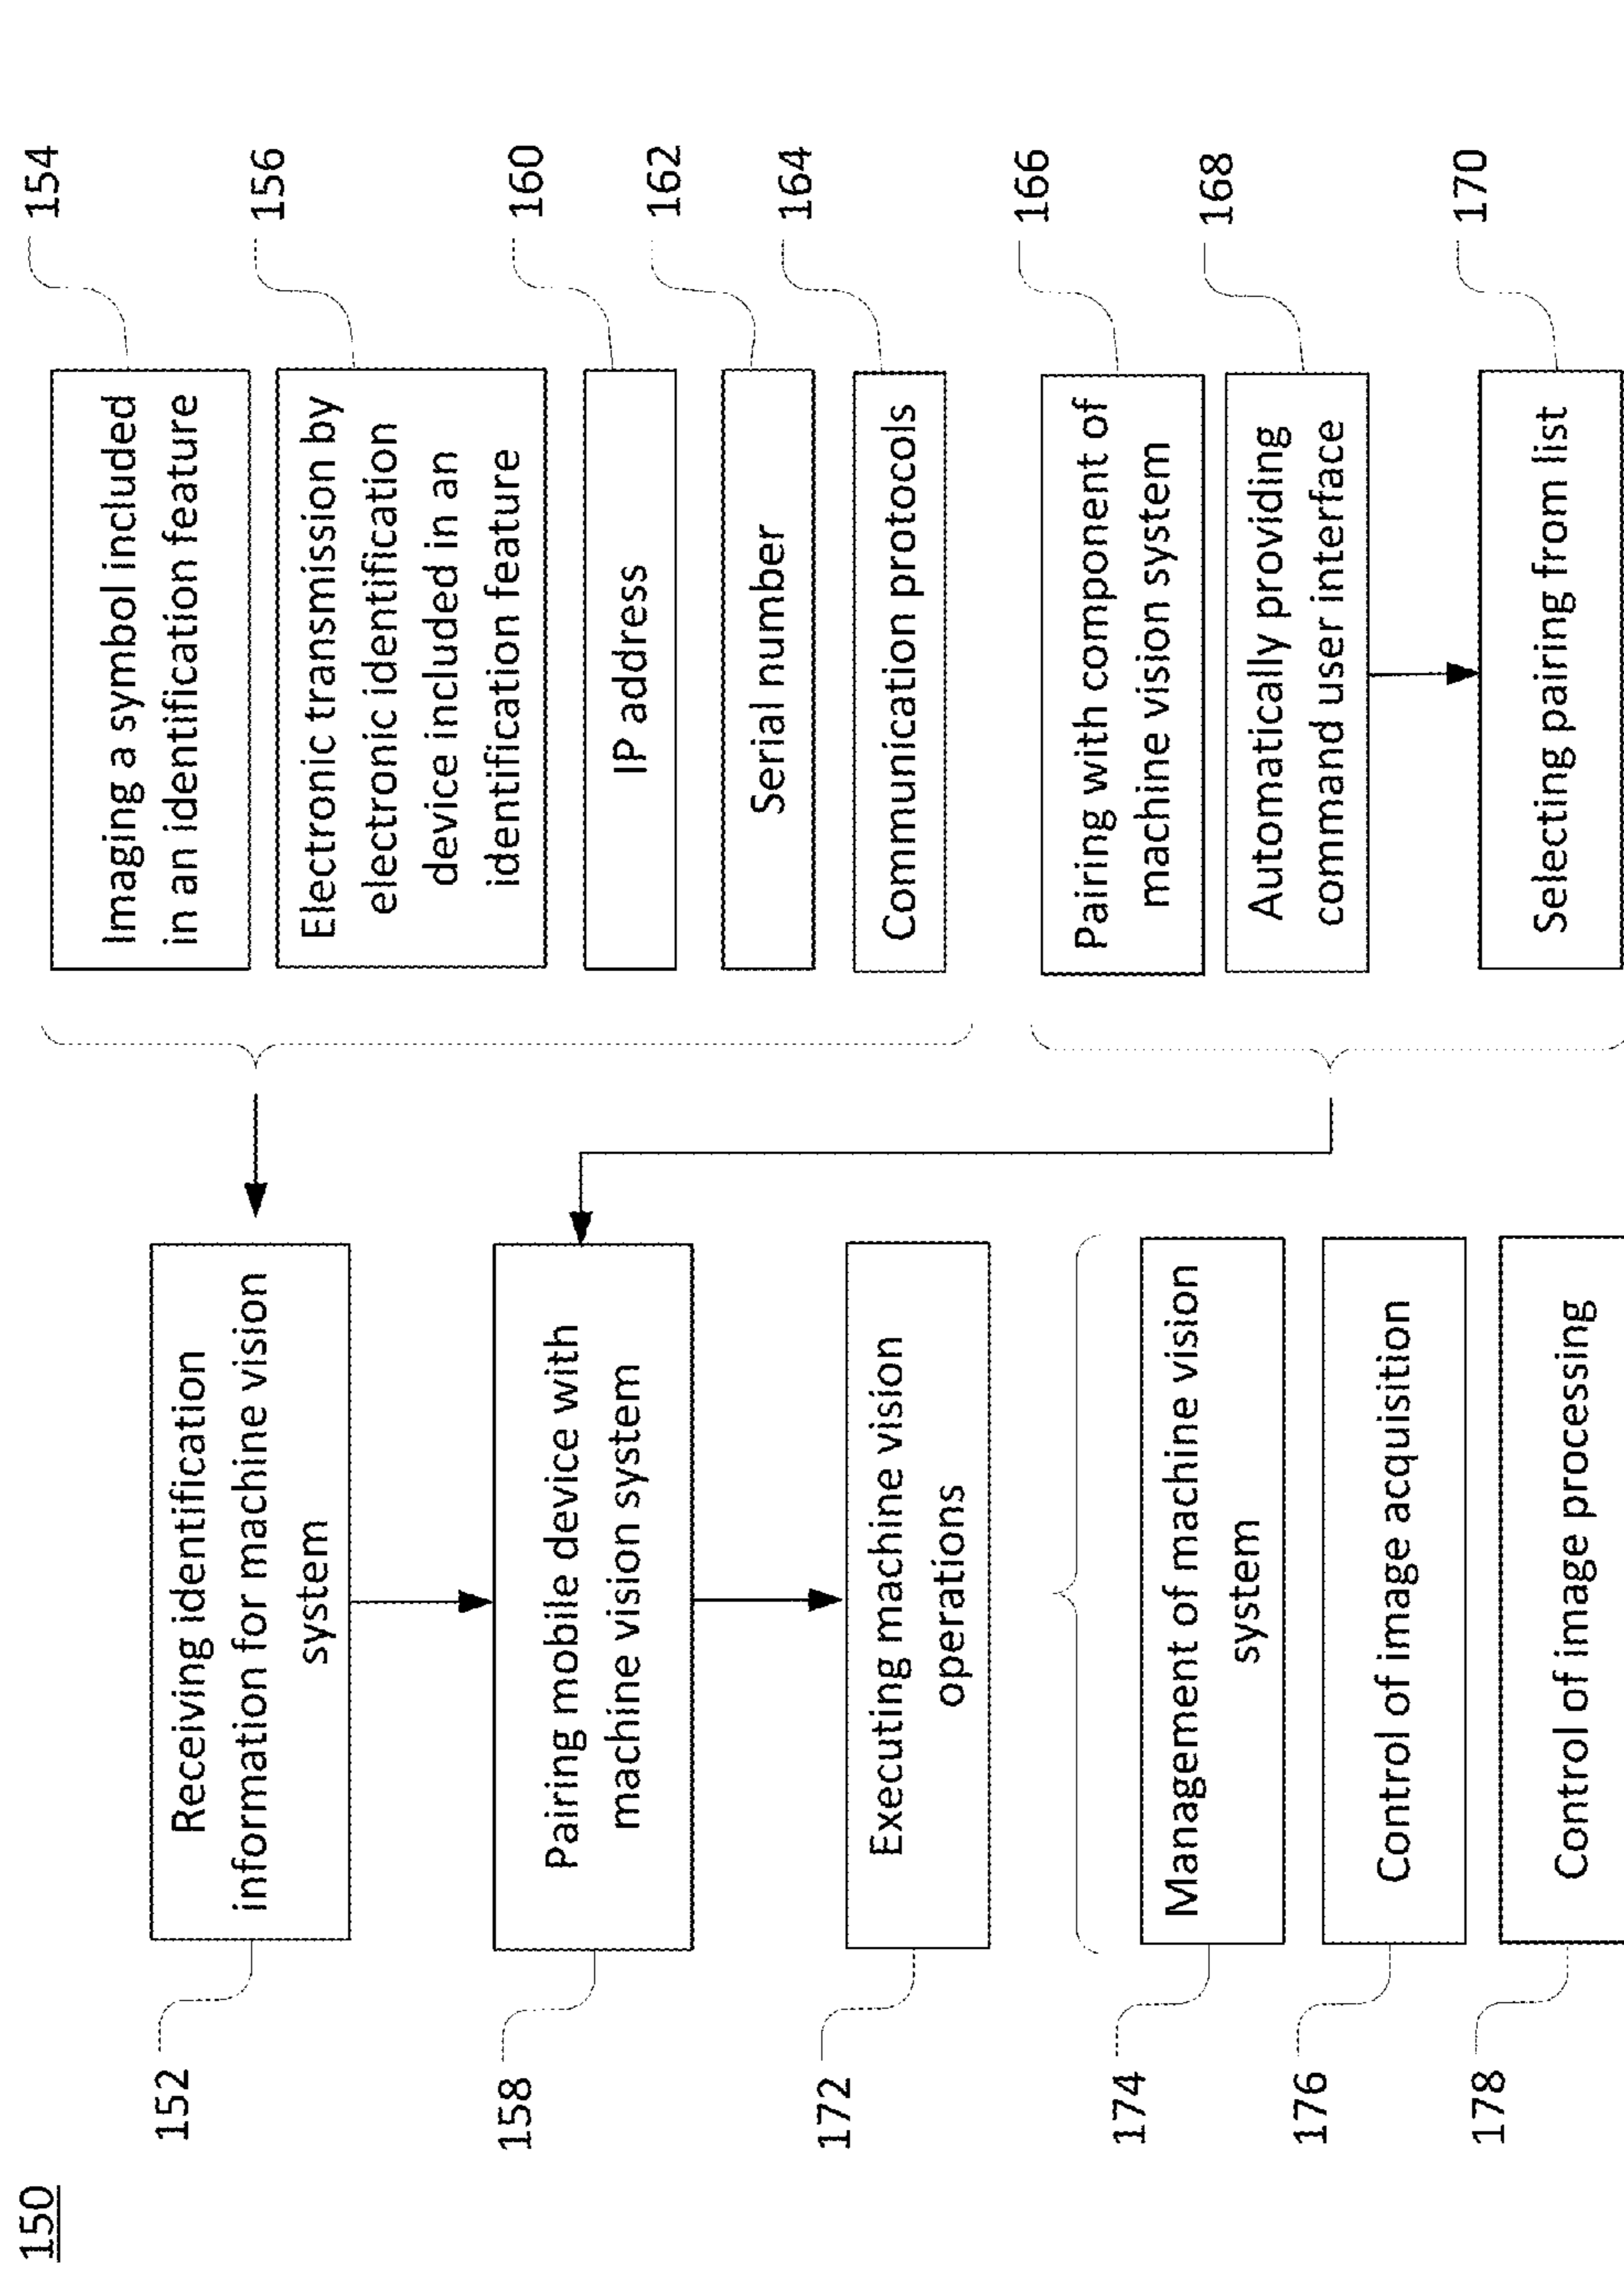 150
152
Receiving identification
information for machine vision
system
158
Pairing mobile device with
machine vision system
172
Executing machine vision
operations
174
Management of machine vision
system
176
Control of image acquisition
178
Control of image processing
Imaging a symbol included
in an identification feature
154
Electronic transmission by
electronic identification
device included in an
identification feature
156
IP address
160
Serial number
162
Communication protocols
164
Pairing with component of
machine vision system
166
Automatically providing
command user interface
168
Selecting pairing from list
170